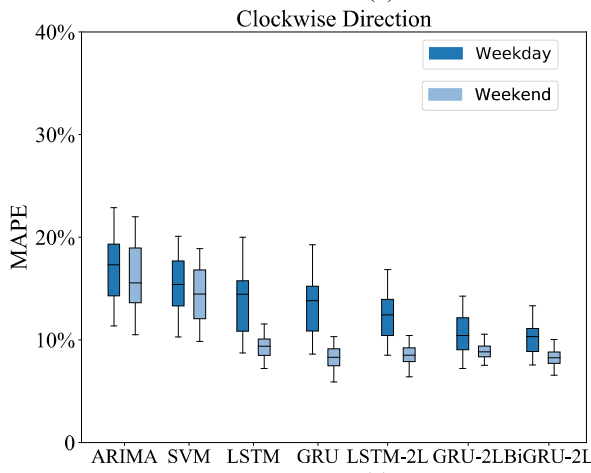 Clockwise Direction
40%
Weekday
Weekend
30%
MAPE
20%
10%
0
ARIMA SVM LSTM GRU LSTM-2L GRU-2L BiGRU-2L